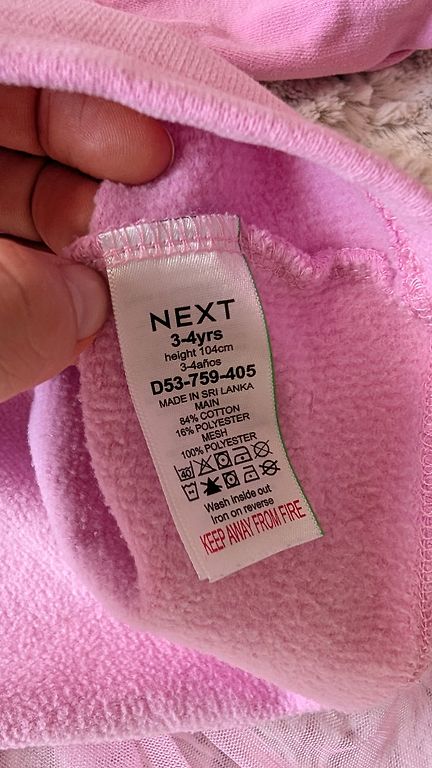 NEXT
3-4yrs
height 104cm
3-4años
D53-759-405
MADE IN SRI LANKA
MAIN
84% COTTON
16% POLYESTER
MESH
100% POLYESTER
40
Wash inside out
Iron on reverse
KEEP AWAY FROM FIRE